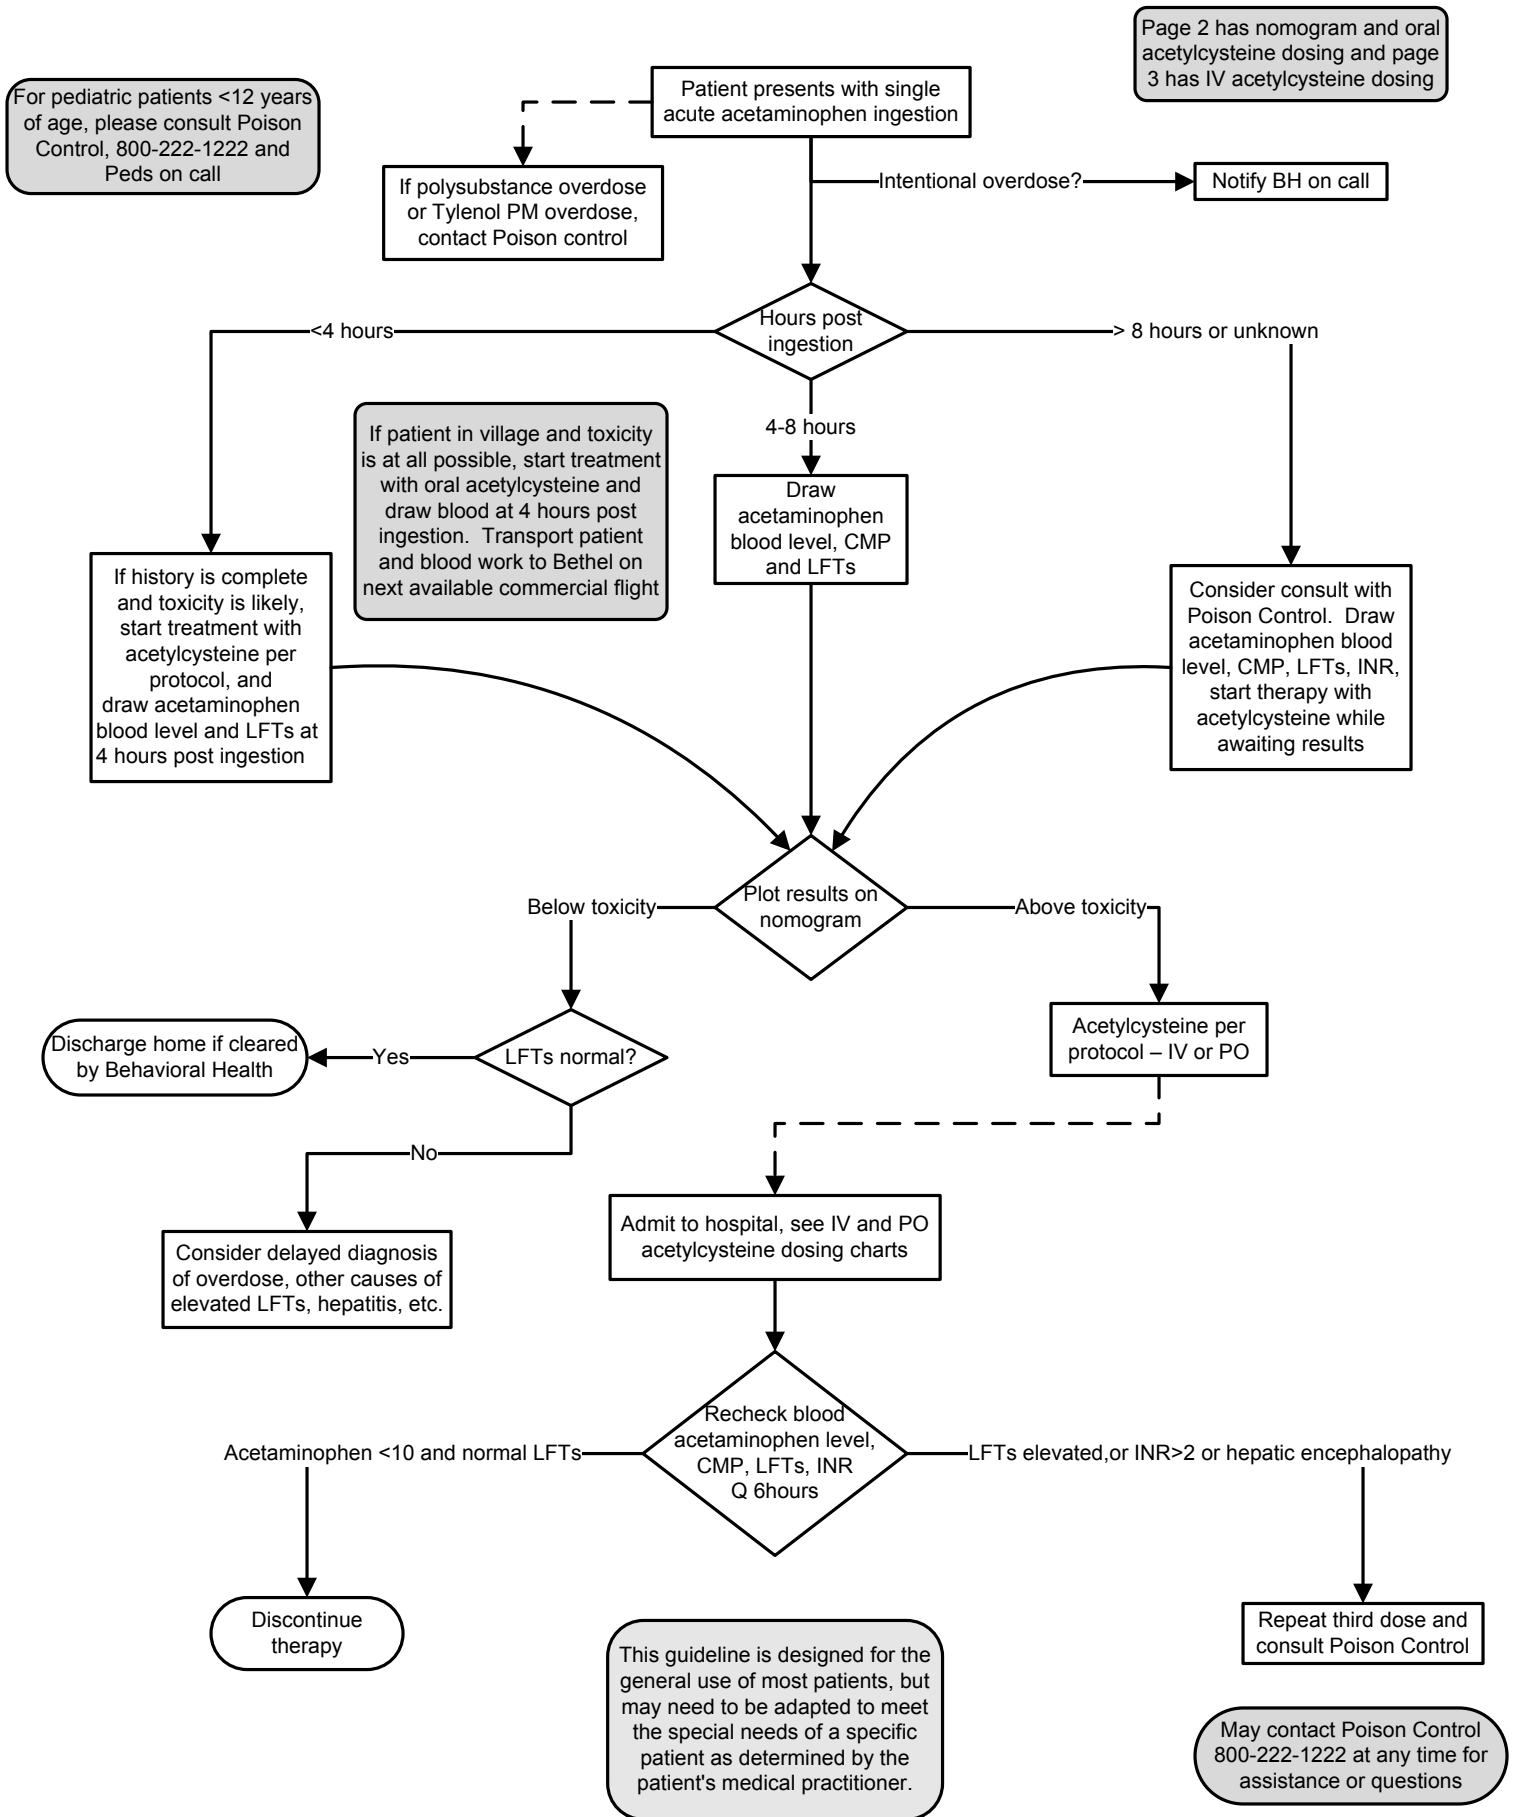 Page 2 has nomogram and oral
acetylcysteine dosing and page
3 has IV acetylcysteine dosing
For pediatric patients <12 years
of age, please consult Poison
Control, 800-222-1222 and
Peds on call
Patient presents with single
acute acetaminophen ingestion
If polysubstance overdose
or Tylenol PM overdose,
contact Poison control
Intentional overdose?
Notify BH on call
Hours post
ingestion
<4 hours
> 8 hours or unknown
4-8 hours
If patient in village and toxicity
is at all possible, start treatment
with oral acetylcysteine and
draw blood at 4 hours post
ingestion. Transport patient
and blood work to Bethel on
next available commercial flight
Draw
acetaminophen
blood level, CMP
and LFTs
If history is complete
and toxicity is likely,
start treatment with
acetylcysteine per
protocol, and
draw acetaminophen
blood level and LFTs at
4 hours post ingestion
Consider consult with
Poison Control. Draw
acetaminophen blood
level, CMP, LFTs, INR,
start therapy with
acetylcysteine while
awaiting results
Plot results on
nomogram
Below toxicity
Above toxicity
LFTs normal?
Yes
Discharge home if cleared
by Behavioral Health
Acetylcysteine per
protocol – IV or PO
No
Consider delayed diagnosis
of overdose, other causes of
elevated LFTs, hepatitis, etc.
Admit to hospital, see IV and PO
acetylcysteine dosing charts
Recheck blood
acetaminophen level,
CMP, LFTs, INR
Q 6hours
Acetaminophen <10 and normal LFTs
LFTs elevated,or INR>2 or hepatic encephalopathy
Discontinue
therapy
Repeat third dose and
consult Poison Control
This guideline is designed for the
general use of most patients, but
may need to be adapted to meet
the special needs of a specific
patient as determined by the
patient's medical practitioner.
May contact Poison Control
800-222-1222 at any time for
assistance or questions